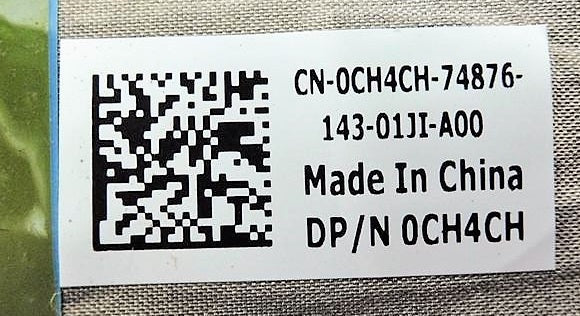 CN-0CH4CH-74876-
143-01JI-A00
Made In China
DP/N 0CH4CH